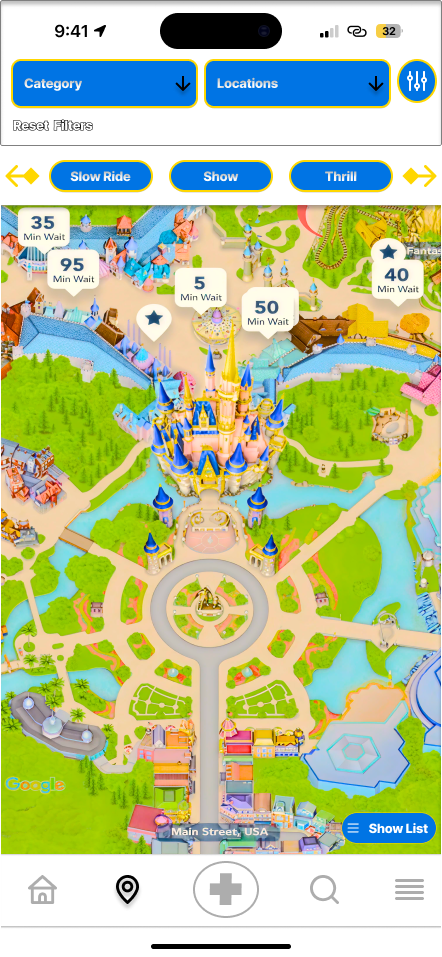 9:41
32
Category
Locations
Reset Filters
Slow Ride
Show
Thrill
35
Min Wait
95
Min Wait
5
Min Wait
50
Min Wait
Fantas
40
Min Wait
Google
Main Street, USA
Show List